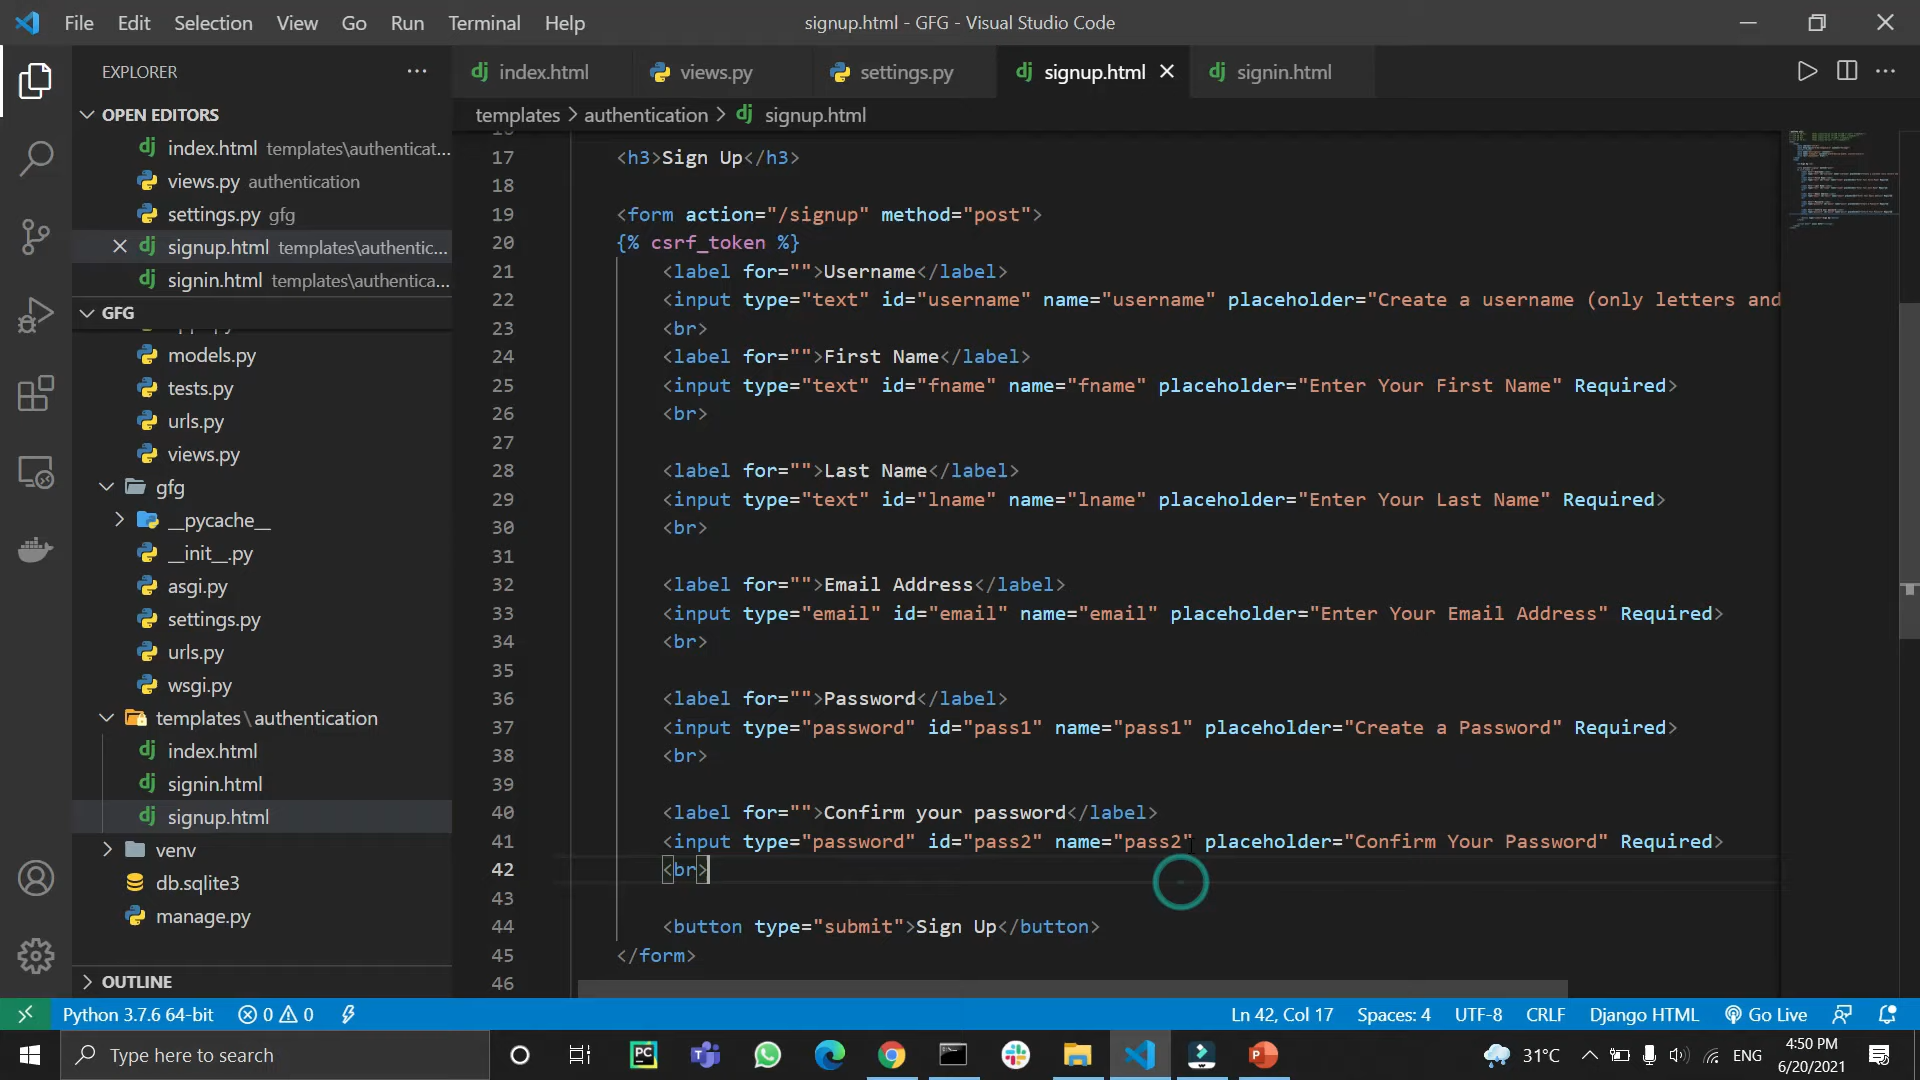 File Edit Selection View Go Run Terminal Help
signup.html - GFG - Visual Studio Code
EXPLORER
OPEN EDITORS
index.html templates\authenticat...
views.py authentication
settings.py gfg
signup.html templates\authentic...
signin.html templates\authentica...
GFG
models.py
tests.py
urls.py
views.py
gfg
__pycache__
__init__.py
asgi.py
settings.py
urls.py
wsgi.py
templates\authentication
index.html
signin.html
signup.html
venv
db.sqlite3
manage.py
OUTLINE
index.html views.py settings.py signup.html signin.html
templates > authentication > signup.html
17 <h3>Sign Up</h3>
18
19 <form action="/signup" method="post">
20 {% csrf_token %}
21 <label for="">Username</label>
22 <input type="text" id="username" name="username" placeholder="Create a username (only letters and
23 <br>
24 <label for="">First Name</label>
25 <input type="text" id="fname" name="fname" placeholder="Enter Your First Name" Required>
26 <br>
27
28 <label for="">Last Name</label>
29 <input type="text" id="lname" name="lname" placeholder="Enter Your Last Name" Required>
30 <br>
31
32 <label for="">Email Address</label>
33 <input type="email" id="email" name="email" placeholder="Enter Your Email Address" Required>
34 <br>
35
36 <label for="">Password</label>
37 <input type="password" id="pass1" name="pass1" placeholder="Create a Password" Required>
38 <br>
39
40 <label for="">Confirm your password</label>
41 <input type="password" id="pass2" name="pass2" placeholder="Confirm Your Password" Required>
42 <br>
43
44 <button type="submit">Sign Up</button>
45 </form>
46
Python 3.7.6 64-bit 0 0 Ln 42, Col 17 Spaces: 4 UTF-8 CRLF Django HTML Go Live
Type here to search
31°C ENG
4:50 PM
6/20/2021